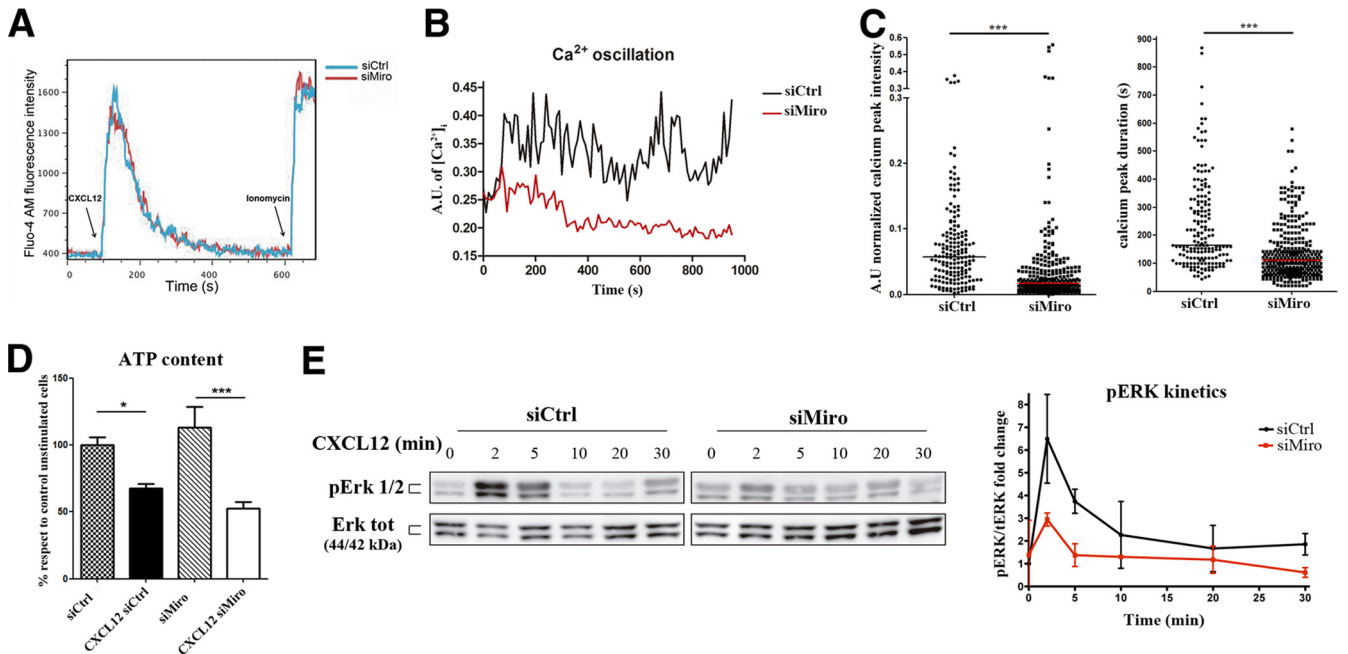 A
siCtrl
siMiro
Fluo-4 AM fluorescence intensity
1600
1300
1000
700
400
CXCL12
Ionomycin
0 200 400 600
Time (s)
B
Ca2+ oscillation
siCtrl
siMiro
A.U. of [Ca2+]i
0.45
0.40
0.35
0.30
0.25
0.20
0.15
0 200 400 600 800 1000
Time (s)
C
***
A.U normalized calcium peak intensity
0.6
0.5
0.4
0.3
0.3
0.2
0.1
0.0
siCtrl siMiro
***
calcium peak duration (s)
900
800
700
600
500
400
300
200
100
0
siCtrl siMiro
D
ATP content
% respect to control unstinulated cells
150
100
50
0
*
***
siCtrl
CXCL12 siCtrl
siMiro
CXCL12 siMiro
E
siCtrl siMiro
CXCL12 (min) 0 2 5 10 20 30 0 2 5 10 20 30
pErk 1/2
Erk tot
(44/42 kDa)
pERK kinetics
siCtrl
siMiro
pERK/tERK fold change
8
7
6
5
4
3
2
1
0
0 5 10 15 20 25 30
Time (min)